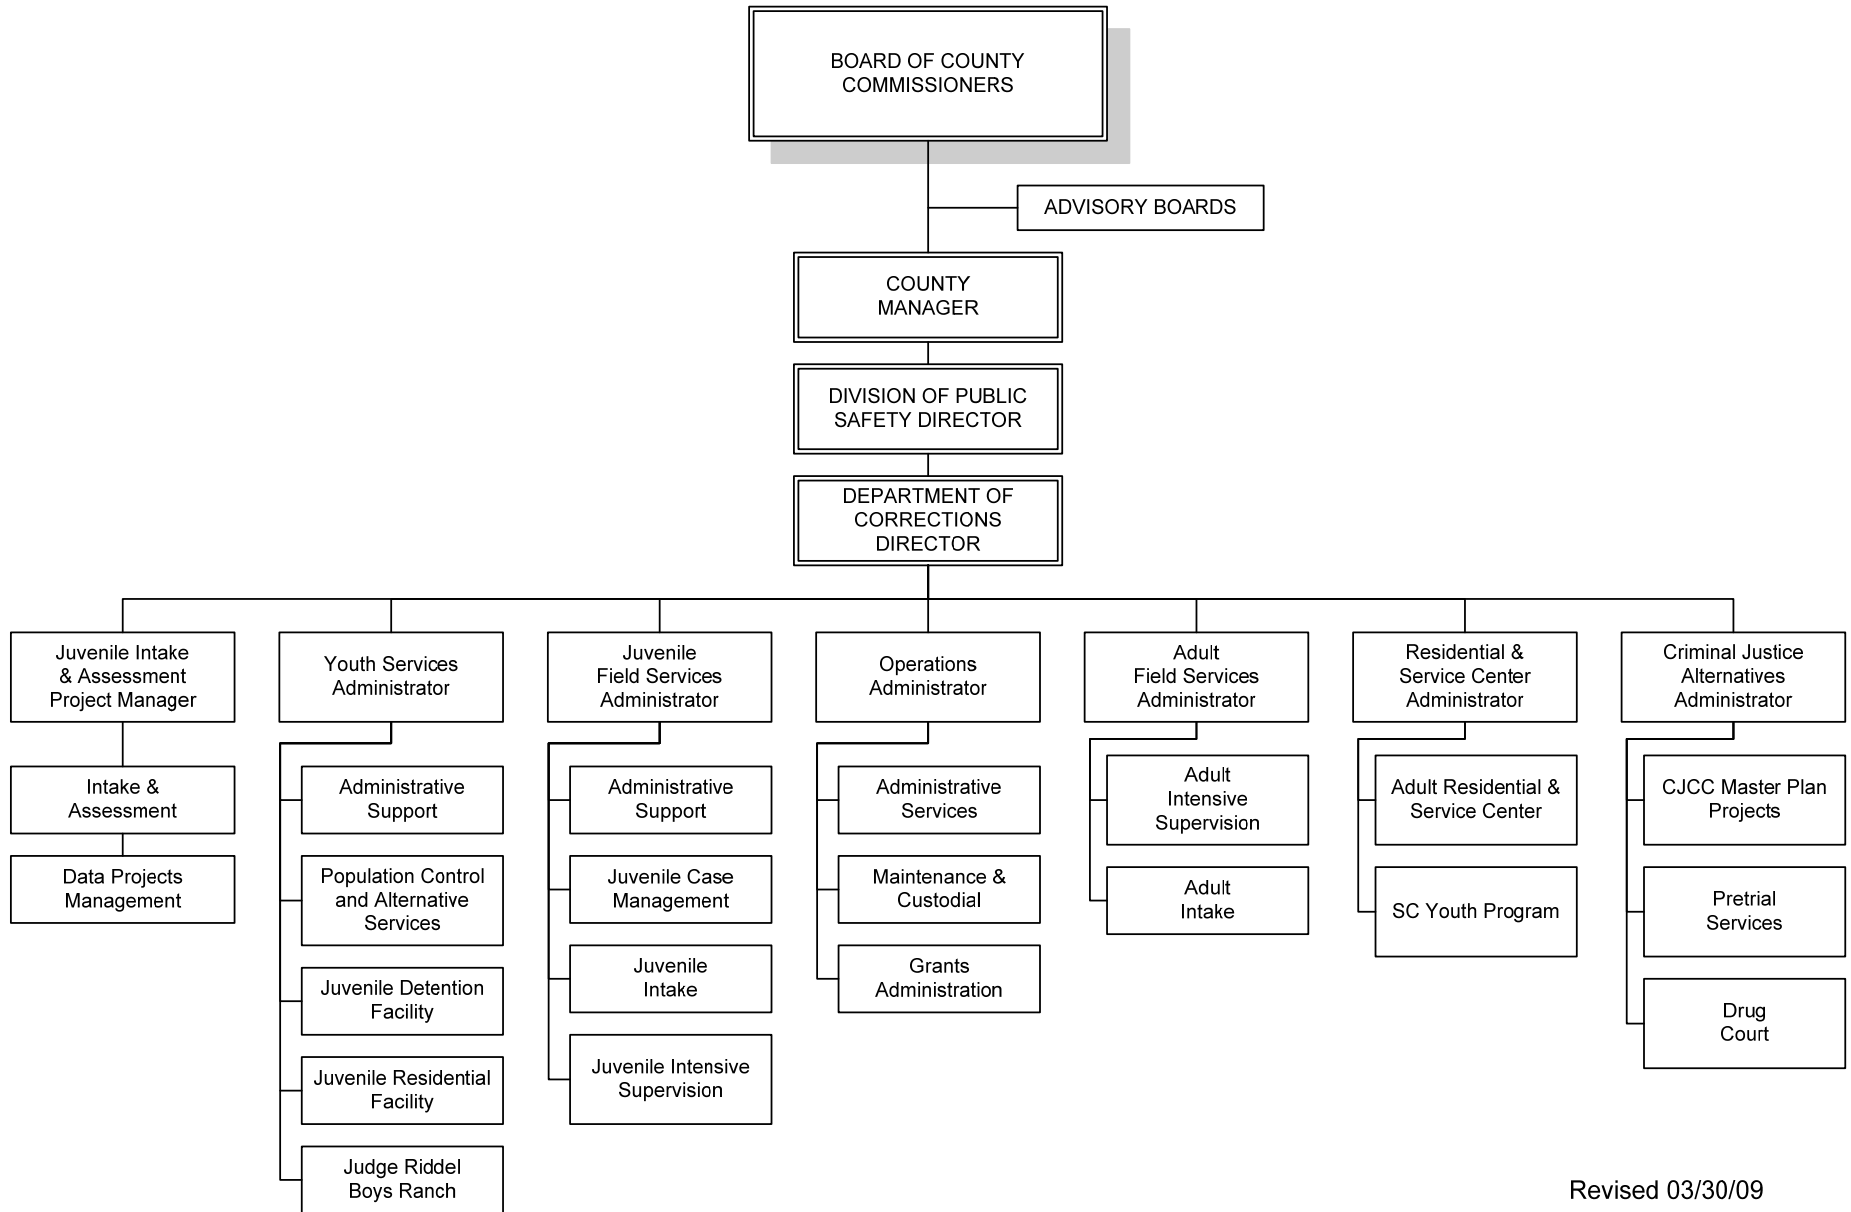 BOARD OF COUNTY
COMMISSIONERS
ADVISORY BOARDS
COUNTY
MANAGER
DIVISION OF PUBLIC
SAFETY DIRECTOR
DEPARTMENT OF
CORRECTIONS
DIRECTOR
Juvenile Intake
& Assessment
Project Manager
Intake &
Assessment
Data Projects
Management
Youth Services
Administrator
Administrative
Support
Population Control
and Alternative
Services
Juvenile Detention
Facility
Juvenile Residential
Facility
Judge Riddel
Boys Ranch
Juvenile
Field Services
Administrator
Administrative
Support
Juvenile Case
Management
Juvenile
Intake
Juvenile Intensive
Supervision
Operations
Administrator
Administrative
Services
Maintenance &
Custodial
Grants
Administration
Adult
Field Services
Administrator
Adult
Intensive
Supervision
Adult
Intake
Residential &
Service Center
Administrator
Adult Residential &
Service Center
SC Youth Program
Criminal Justice
Alternatives
Administrator
CJCC Master Plan
Projects
Pretrial
Services
Drug
Court
Revised 03/30/09